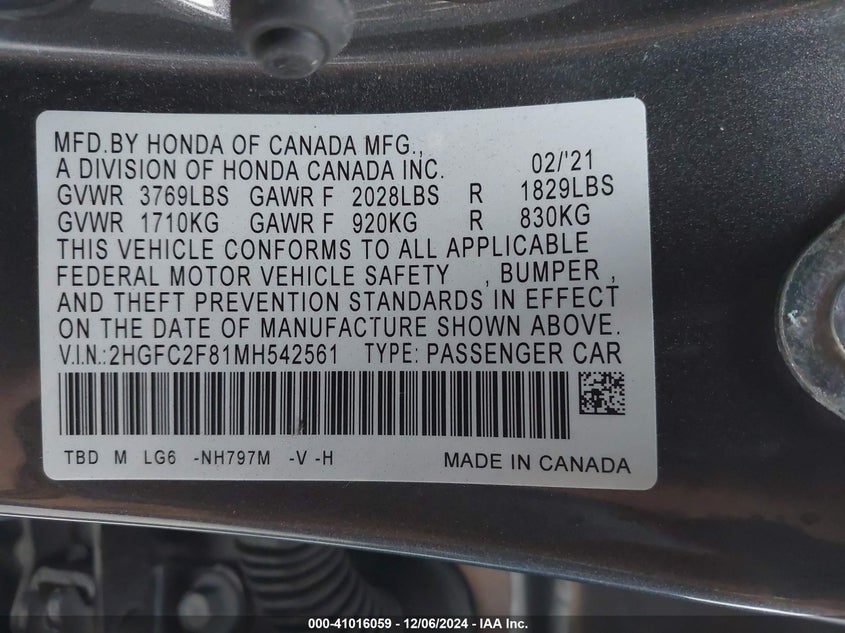 MFD.BY HONDA OF CANADA MFG.,
A DIVISION OF HONDA CANADA INC. 02/'21
GVWR 3769LBS GAWR F 2028LBS R 1829LBS
GVWR 1710KG GAWR F 920KG R 830KG
THIS VEHICLE CONFORMS TO ALL APPLICABLE
FEDERAL MOTOR VEHICLE SAFETY , BUMPER ,
AND THEFT PREVENTION STANDARDS IN EFFECT
ON THE DATE OF MANUFACTURE SHOWN ABOVE.
V.I.N.:2HGFC2F81MH542561 TYPE: PASSENGER CAR
TBD M LG6 -NH797M -V -H MADE IN CANADA
000-41016059 - 12/06/2024 - IAA Inc.